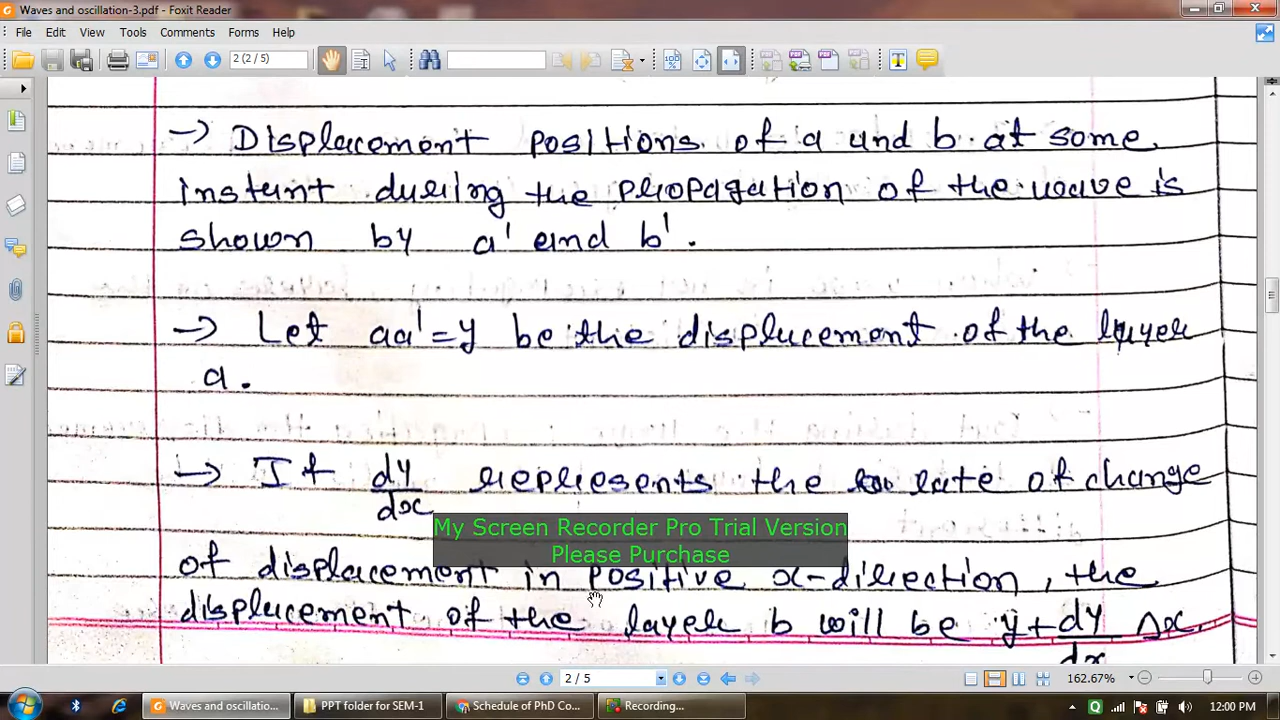 Waves and oscillation-3.pdf - Foxit Reader
File Edit View Tools Comments Forms Help
2 (2 / 5)
→ Displacement positions of a and b at some
instant during the propagation of the wave is
shown by a' and b'.
→ Let aa' = y be the displacement of the layer
a.
→ If dy/dx represents the rate of change
My Screen Recorder Pro Trial Version
Please Purchase
of displacement in positive x-direction, the
displacement of the layer b will be y + dy/dx Δx.
2 / 5
162.67%
Waves and oscillatio...
PPT folder for SEM-1
Schedule of PhD Co...
Recording...
12:00 PM